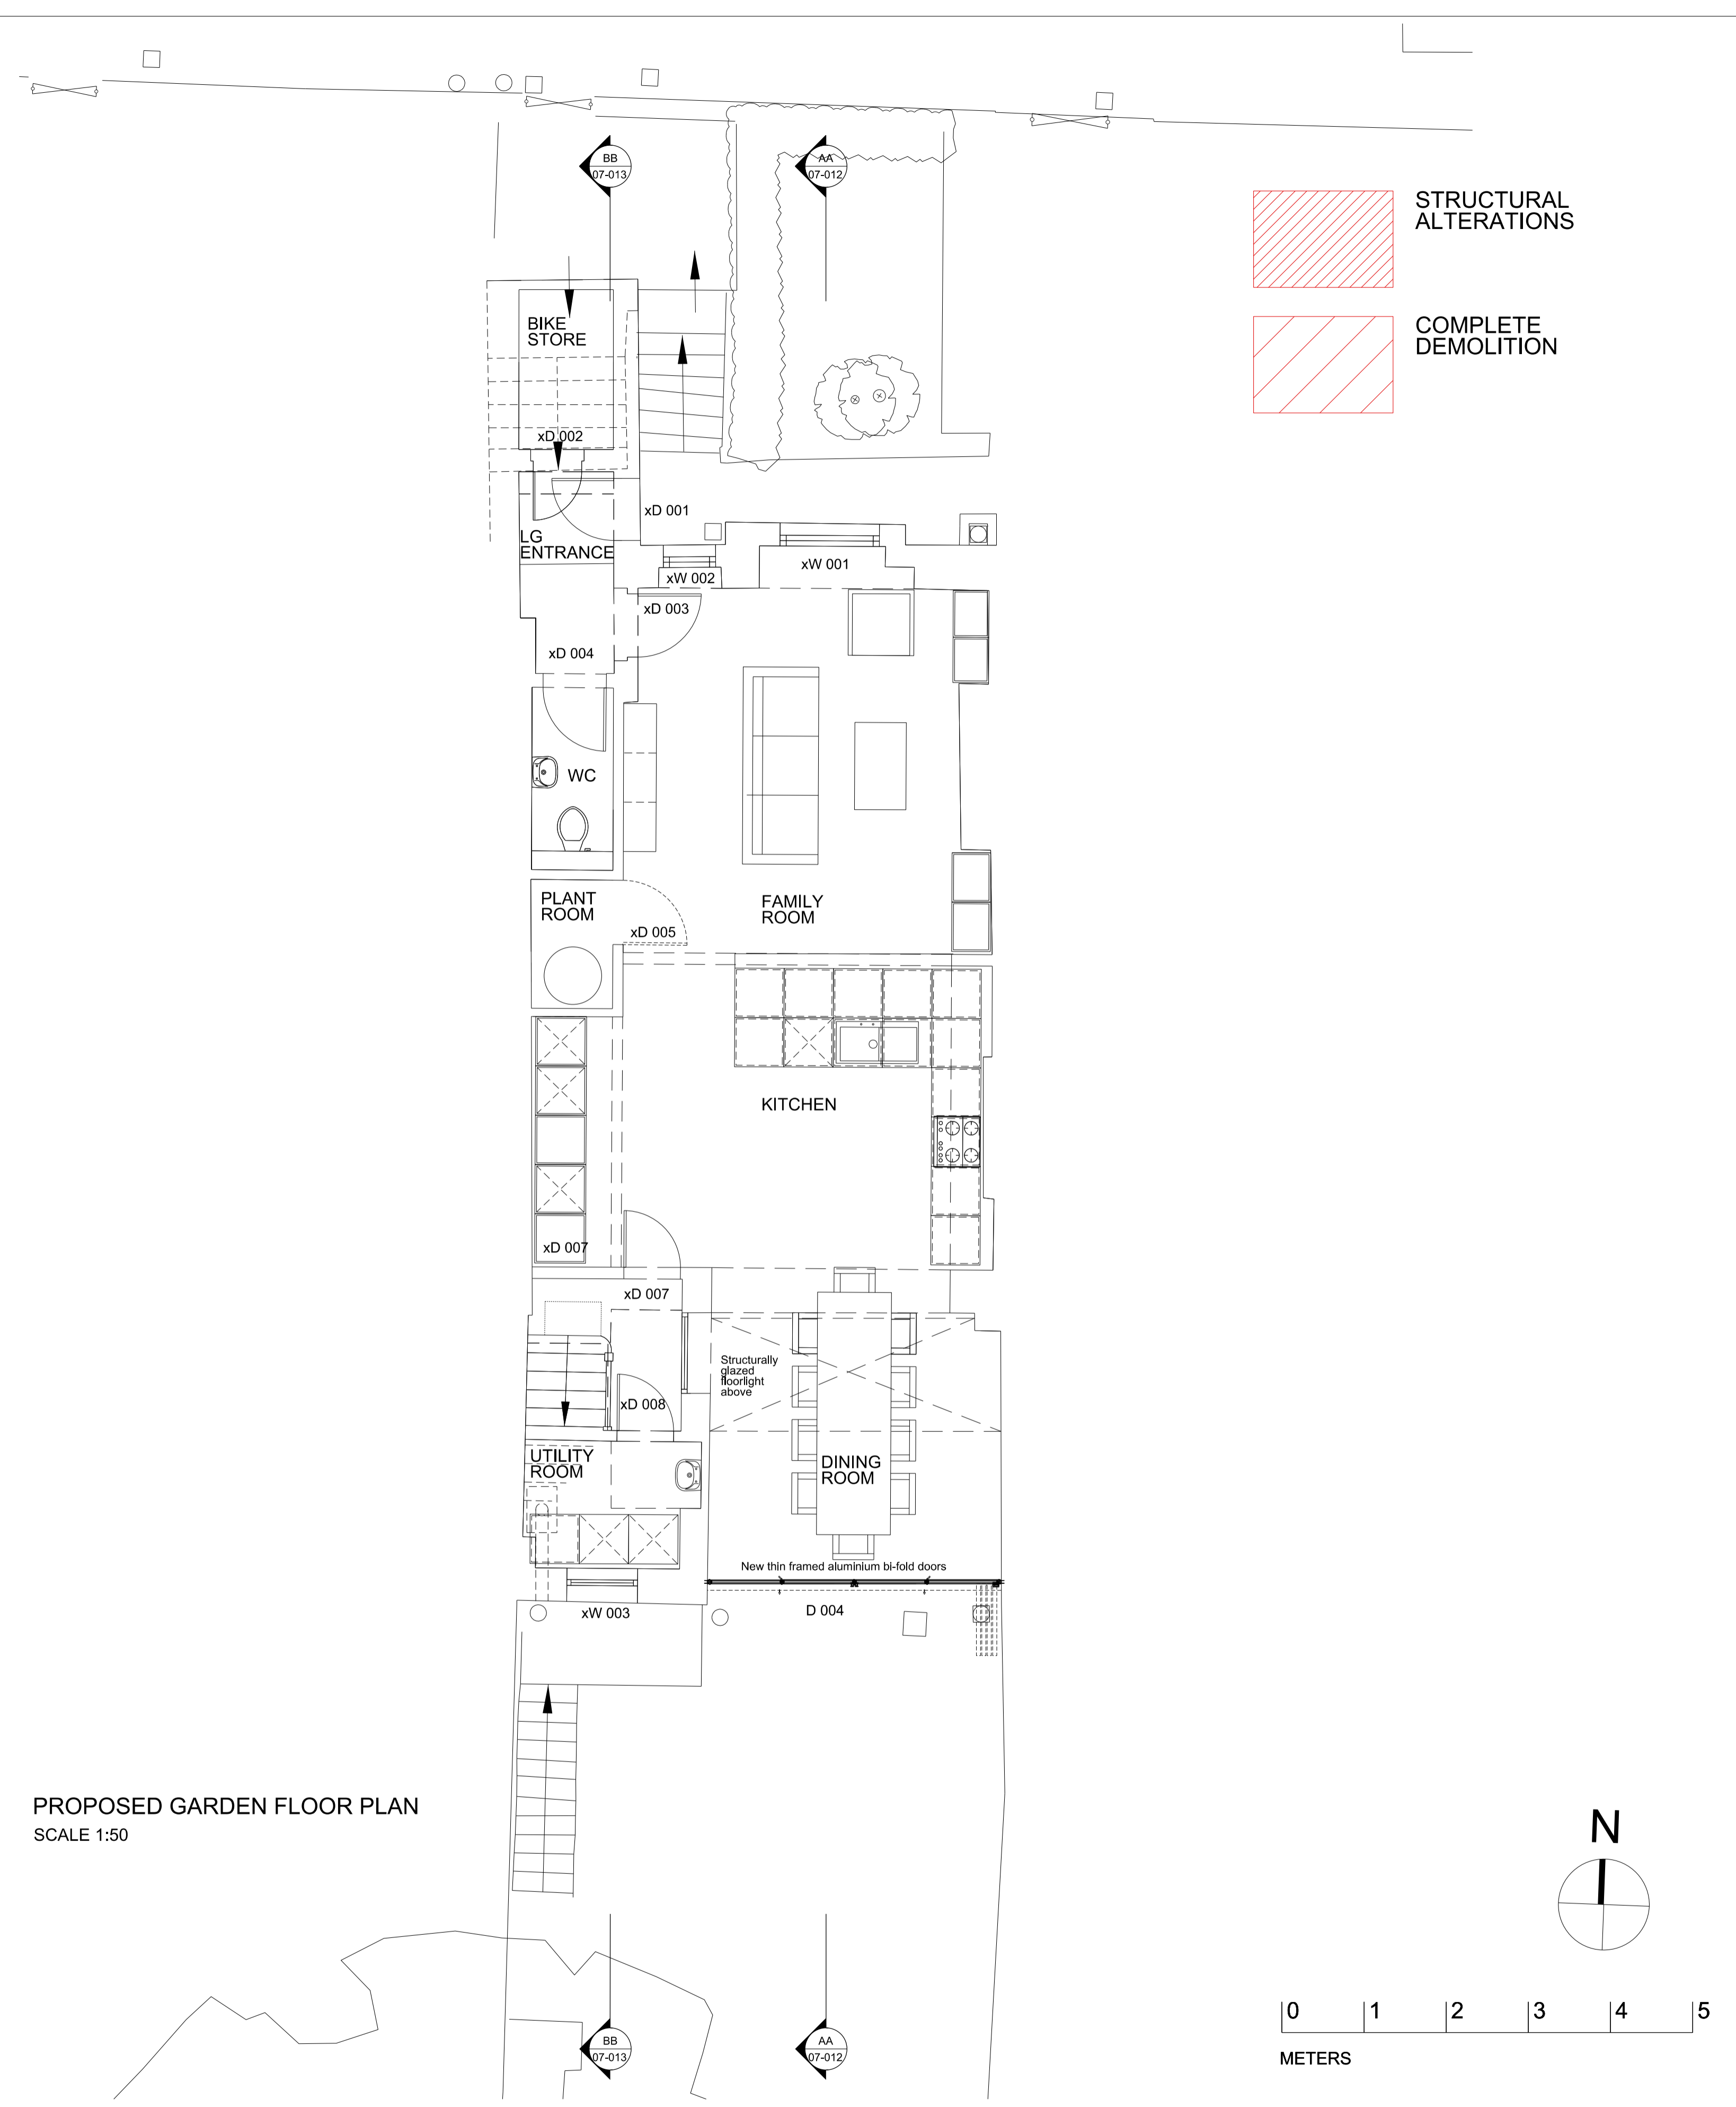 BB
07-013
AA
07-012
STRUCTURAL
ALTERATIONS
COMPLETE
DEMOLITION
BIKE
STORE
xD 002
xD 001
LG
ENTRANCE
xW 002
xW 001
xD 003
xD 004
WC
PLANT
ROOM
xD 005
FAMILY
ROOM
KITCHEN
xD 007
xD 007
Structurally
glazed
floorlight
above
xD 008
UTILITY
ROOM
DINING
ROOM
New thin framed aluminium bi-fold doors
xW 003
D 004
PROPOSED GARDEN FLOOR PLAN
SCALE 1:50
N
0 1 2 3 4 5
METERS
BB
07-013
AA
07-012